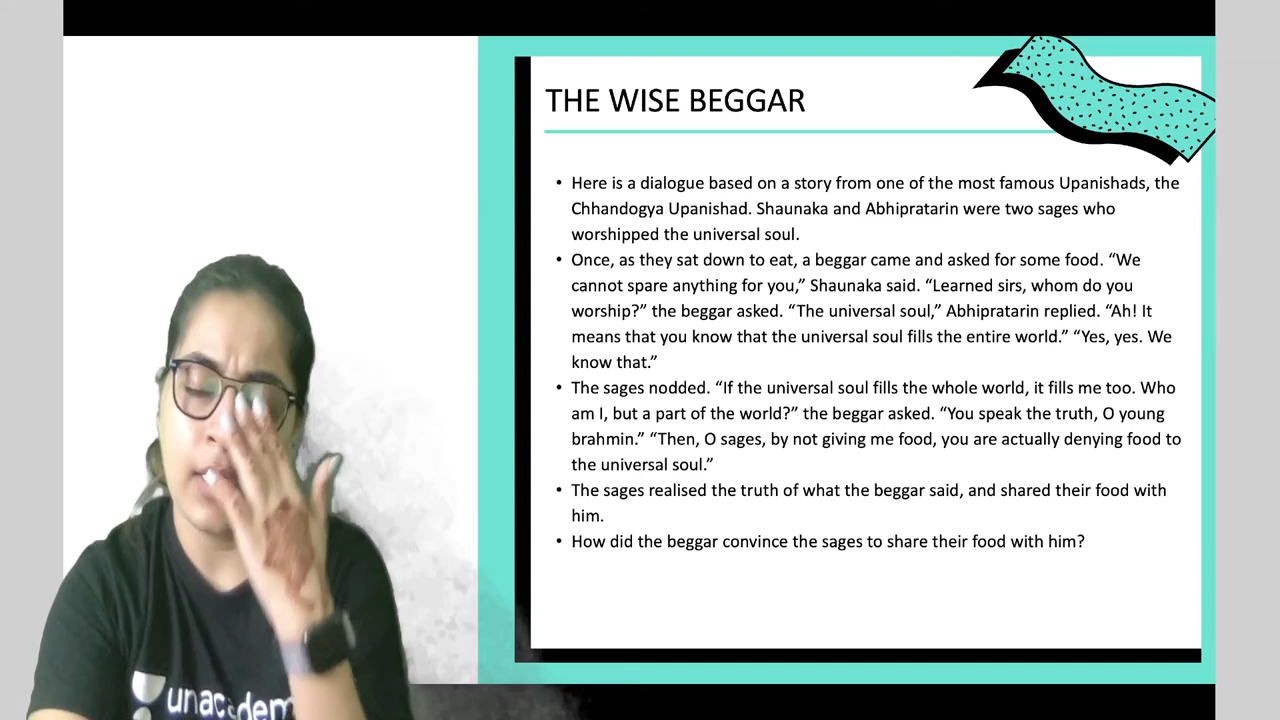 THE WISE BEGGAR
• Here is a dialogue based on a story from one of the most famous Upanishads, the
Chhandogya Upanishad. Shaunaka and Abhipratarin were two sages who
worshipped the universal soul.
• Once, as they sat down to eat, a beggar came and asked for some food. “We
cannot spare anything for you,” Shaunaka said. “Learned sirs, whom do you
worship?” the beggar asked. “The universal soul,” Abhipratarin replied. “Ah! It
means that you know that the universal soul fills the entire world.” “Yes, yes. We
know that.”
• The sages nodded. “If the universal soul fills the whole world, it fills me too. Who
am I, but a part of the world?” the beggar asked. “You speak the truth, O young
brahmin.” “Then, O sages, by not giving me food, you are actually denying food to
the universal soul.”
• The sages realised the truth of what the beggar said, and shared their food with
him.
• How did the beggar convince the sages to share their food with him?
unacadem